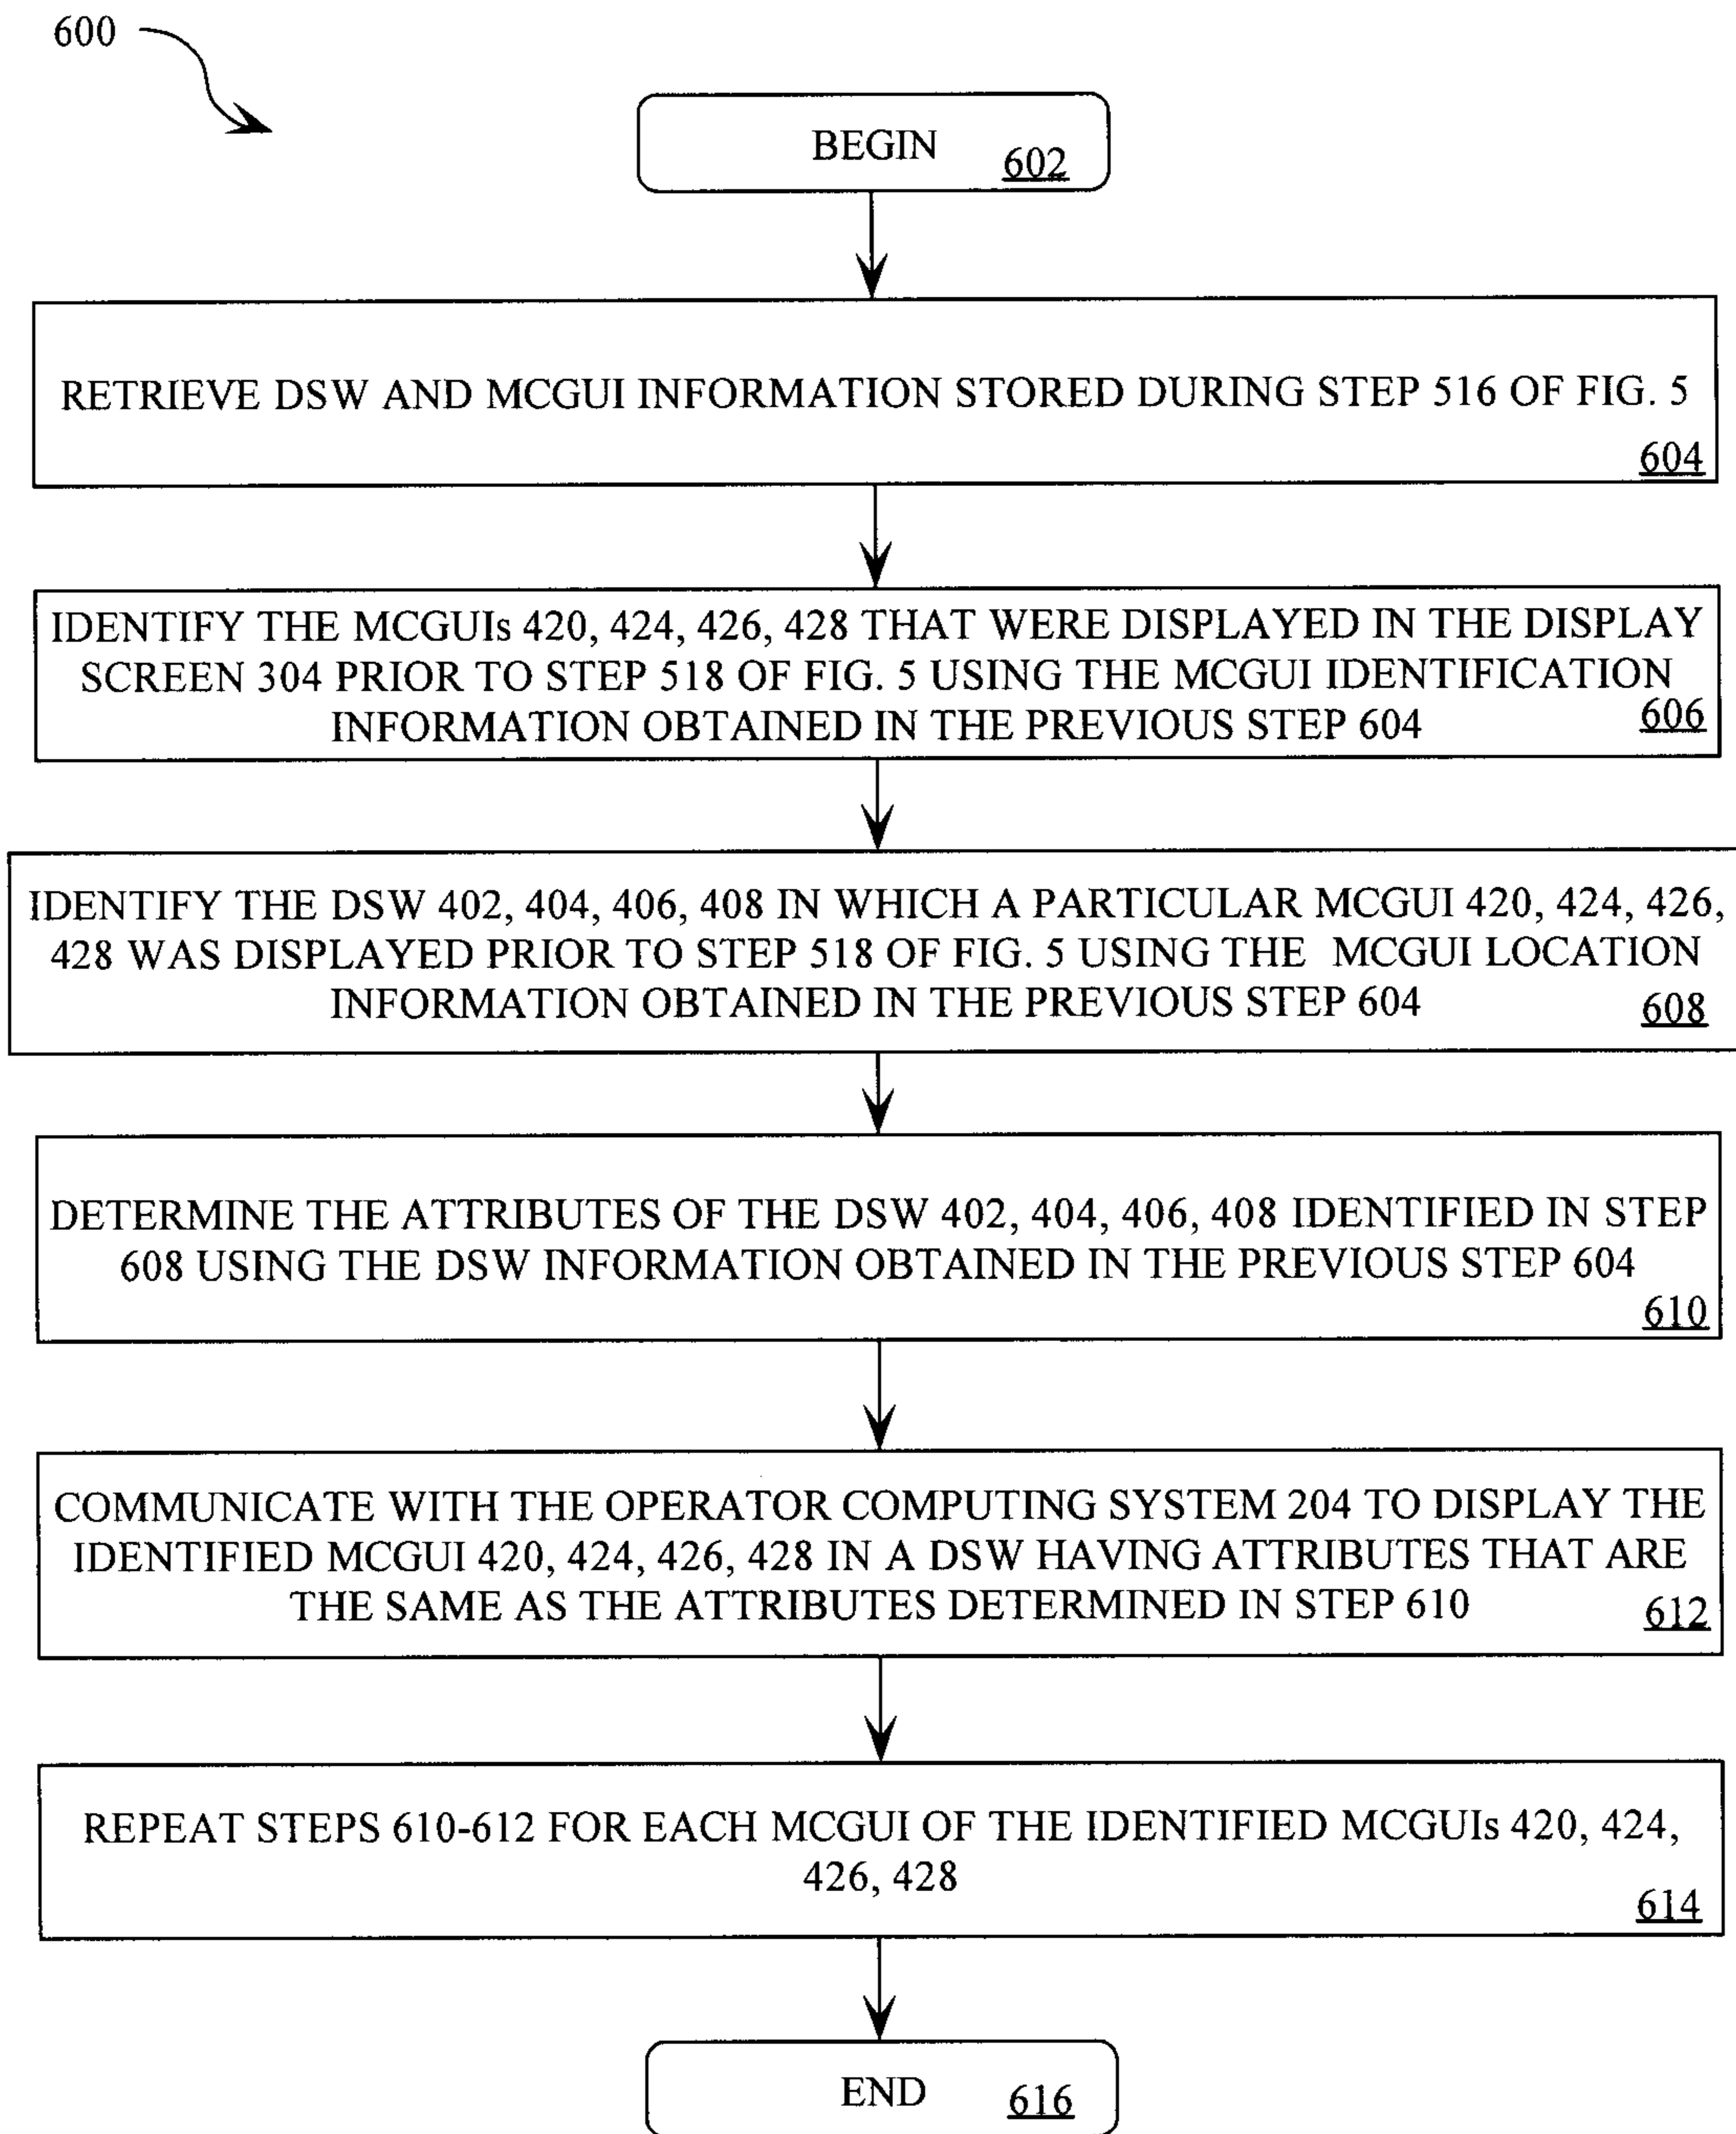 600
BEGIN 602
RETRIEVE DSW AND MCGUI INFORMATION STORED DURING STEP 516 OF FIG. 5
604
IDENTIFY THE MCGUIs 420, 424, 426, 428 THAT WERE DISPLAYED IN THE DISPLAY
SCREEN 304 PRIOR TO STEP 518 OF FIG. 5 USING THE MCGUI IDENTIFICATION
INFORMATION OBTAINED IN THE PREVIOUS STEP 604 606
IDENTIFY THE DSW 402, 404, 406, 408 IN WHICH A PARTICULAR MCGUI 420, 424, 426,
428 WAS DISPLAYED PRIOR TO STEP 518 OF FIG. 5 USING THE MCGUI LOCATION
INFORMATION OBTAINED IN THE PREVIOUS STEP 604 608
DETERMINE THE ATTRIBUTES OF THE DSW 402, 404, 406, 408 IDENTIFIED IN STEP
608 USING THE DSW INFORMATION OBTAINED IN THE PREVIOUS STEP 604
610
COMMUNICATE WITH THE OPERATOR COMPUTING SYSTEM 204 TO DISPLAY THE
IDENTIFIED MCGUI 420, 424, 426, 428 IN A DSW HAVING ATTRIBUTES THAT ARE
THE SAME AS THE ATTRIBUTES DETERMINED IN STEP 610 612
REPEAT STEPS 610-612 FOR EACH MCGUI OF THE IDENTIFIED MCGUIs 420, 424,
426, 428
614
END 616